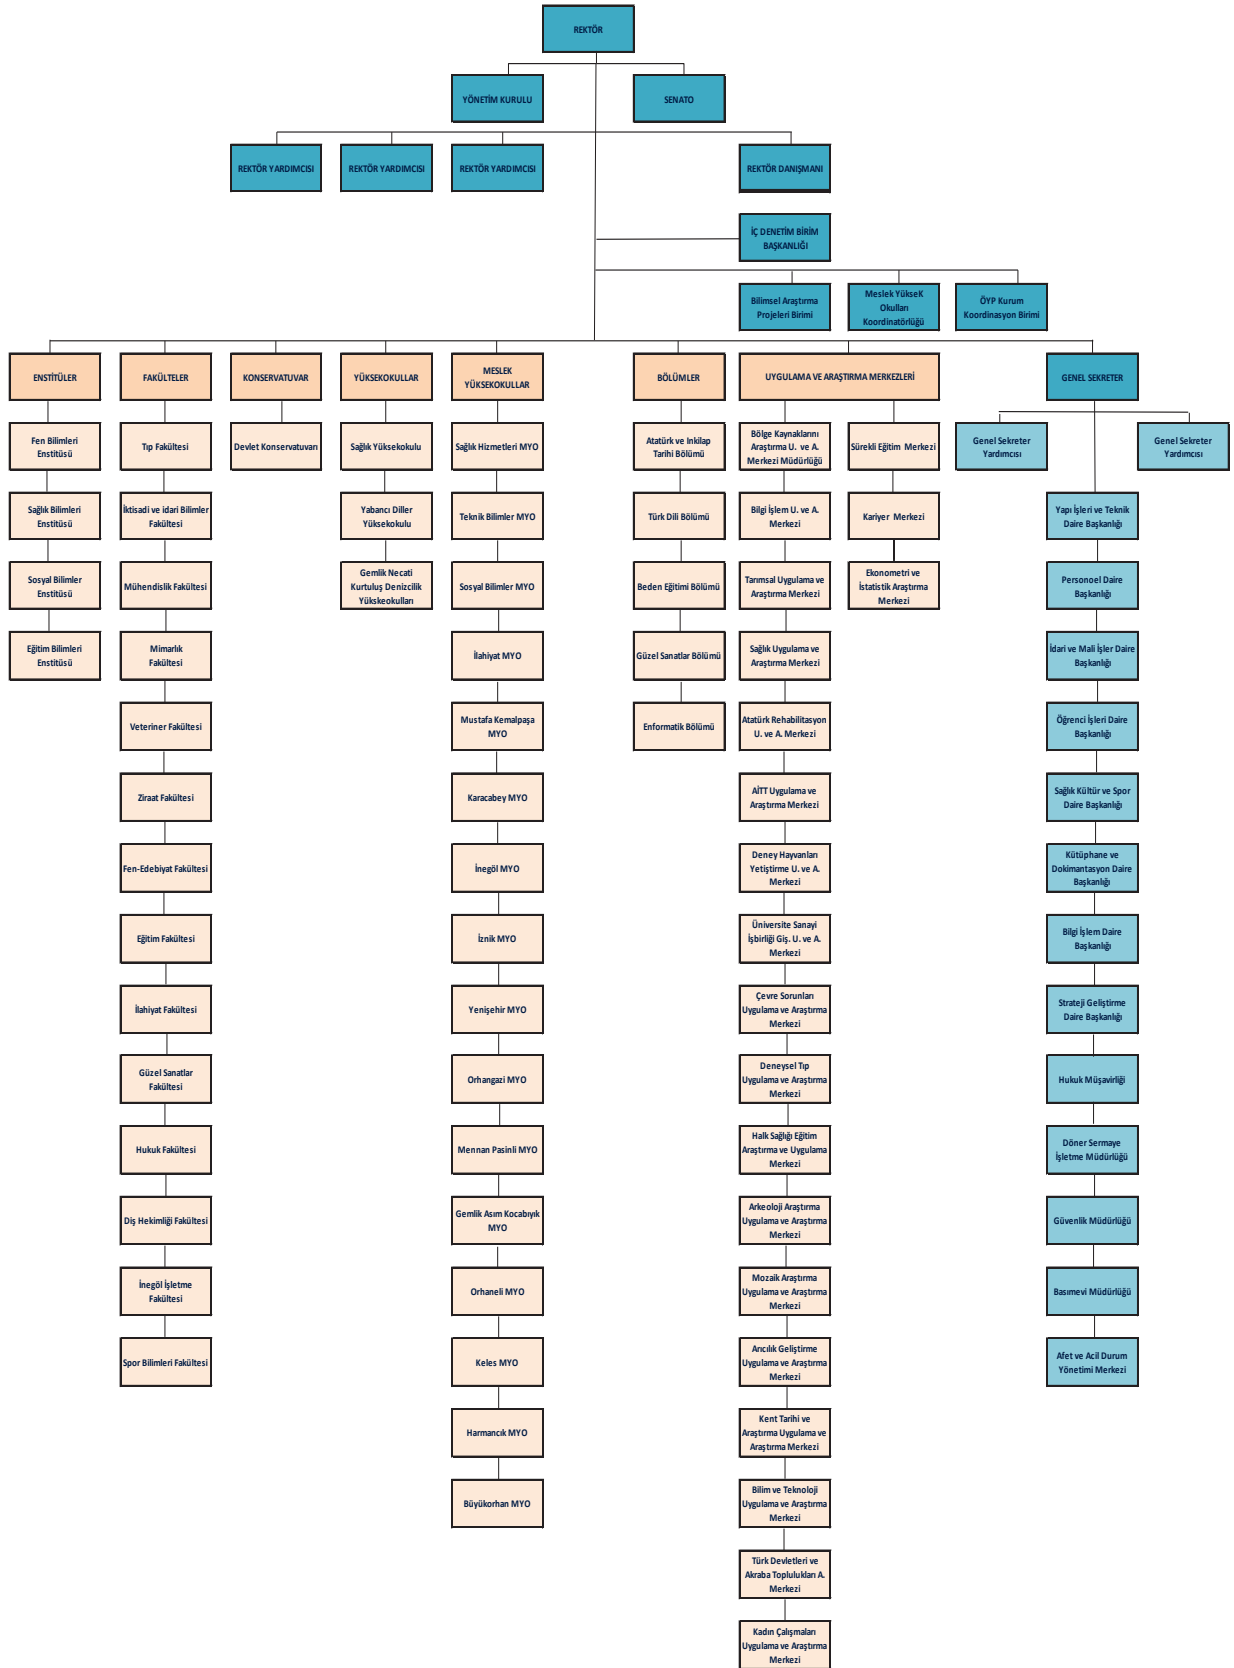 REKTÖR
YÖNETİM KURULU
SENATO
REKTÖR YARDIMCISI
REKTÖR YARDIMCISI
REKTÖR YARDIMCISI
REKTÖR DANIŞMANI
İÇ DENETİM BİRİM
BAŞKANLIĞI
Bilimsel Araştırma
Projeleri Birimi
Meslek YükseK
Okulları
Koordinatörlüğü
ÖYP Kurum
Koordinasyon Birimi
ENSTİTÜLER
Fen Bilimleri
Enstitüsü
Sağlık Bilimleri
Enstitüsü
Sosyal Bilimler
Enstitüsü
Eğitim Bilimleri
Enstitüsü
FAKÜLTELER
Tıp Fakültesi
İktisadi ve idari Bilimler
Fakültesi
Mühendislik Fakültesi
Mimarlık
Fakültesi
Veteriner Fakültesi
Ziraat Fakültesi
Fen-Edebiyat Fakültesi
Eğitim Fakültesi
İlahiyat Fakültesi
Güzel Sanatlar
Fakültesi
Hukuk Fakültesi
Diş Hekimliği Fakültesi
İnegöl İşletme
Fakültesi
Spor Bilimleri Fakültesi
KONSERVATUVAR
Devlet Konservatuvarı
YÜKSEKOKULLAR
Sağlık Yüksekokulu
Yabancı Diller
Yüksekokulu
Gemlik Necati
Kurtuluş Denizcilik
Yükskeokulları
MESLEK
YÜKSEKOKULLAR
Sağlık Hizmetleri MYO
Teknik Bilimler MYO
Sosyal Bilimler MYO
İlahiyat MYO
Mustafa Kemalpaşa
MYO
Karacabey MYO
İnegöl MYO
İznik MYO
Yenişehir MYO
Orhangazi MYO
Mennan Pasinli MYO
Gemlik Asım Kocabıyık
MYO
Orhaneli MYO
Keles MYO
Harmancık MYO
Büyükorhan MYO
BÖLÜMLER
Atatürk ve Inkilap
Tarihi Bölümü
Türk Dili Bölümü
Beden Eğitimi Bölümü
Güzel Sanatlar Bölümü
Enformatik Bölümü
UYGULAMA VE ARAŞTIRMA MERKEZLERİ
Bölge Kaynaklarını
Araştırma U. ve A.
Merkezi Müdürlüğü
Bilgi İşlem U. ve A.
Merkezi
Tarımsal Uygulama ve
Araştırma Merkezi
Sağlık Uygulama ve
Araştırma Merkezi
Atatürk Rehabilitasyon
U. ve A. Merkezi
AİTT Uygulama ve
Araştırma Merkezi
Deney Hayvanları
Yetiştirme U. ve A.
Merkezi
Üniversite Sanayi
İşbirliği Giş. U. ve A.
Merkezi
Çevre Sorunları
Uygulama ve Araştırma
Merkezi
Deneysel Tıp
Uygulama ve Araştırma
Merkezi
Halk Sağlığı Eğitim
Araştırma ve Uygulama
Merkezi
Arkeoloji Araştırma
Uygulama ve Araştırma
Merkezi
Mozaik Araştırma
Uygulama ve Araştırma
Merkezi
Arıcılık Geliştirme
Uygulama ve Araştırma
Merkezi
Kent Tarihi ve
Araştırma Uygulama ve
Araştırma Merkezi
Bilim ve Teknoloji
Uygulama ve Araştırma
Merkezi
Türk Devletleri ve
Akraba Toplulukları A.
Merkezi
Kadın Çalışmaları
Uygulama ve Araştırma
Merkezi
Sürekli Eğitim Merkezi
Kariyer Merkezi
Ekonometri ve
İstatistik Araştırma
Merkezi
GENEL SEKRETER
Genel Sekreter
Yardımcısı
Genel Sekreter
Yardımcısı
Yapı İşleri ve Teknik
Daire Başkanlığı
Personoel Daire
Başkanlığı
İdari ve Mali İşler Daire
Başkanlığı
Öğrenci İşleri Daire
Başkanlığı
Sağlık Kültür ve Spor
Daire Başkanlığı
Kütüphane ve
Dokimantasyon Daire
Başkanlığı
Bilgi İşlem Daire
Başkanlığı
Strateji Geliştirme
Daire Başkanlığı
Hukuk Müşavirliği
Döner Sermaye
İşletme Müdürlüğü
Güvenlik Müdürlüğü
Basımevi Müdürlüğü
Afet ve Acil Durum
Yönetimi Merkezi